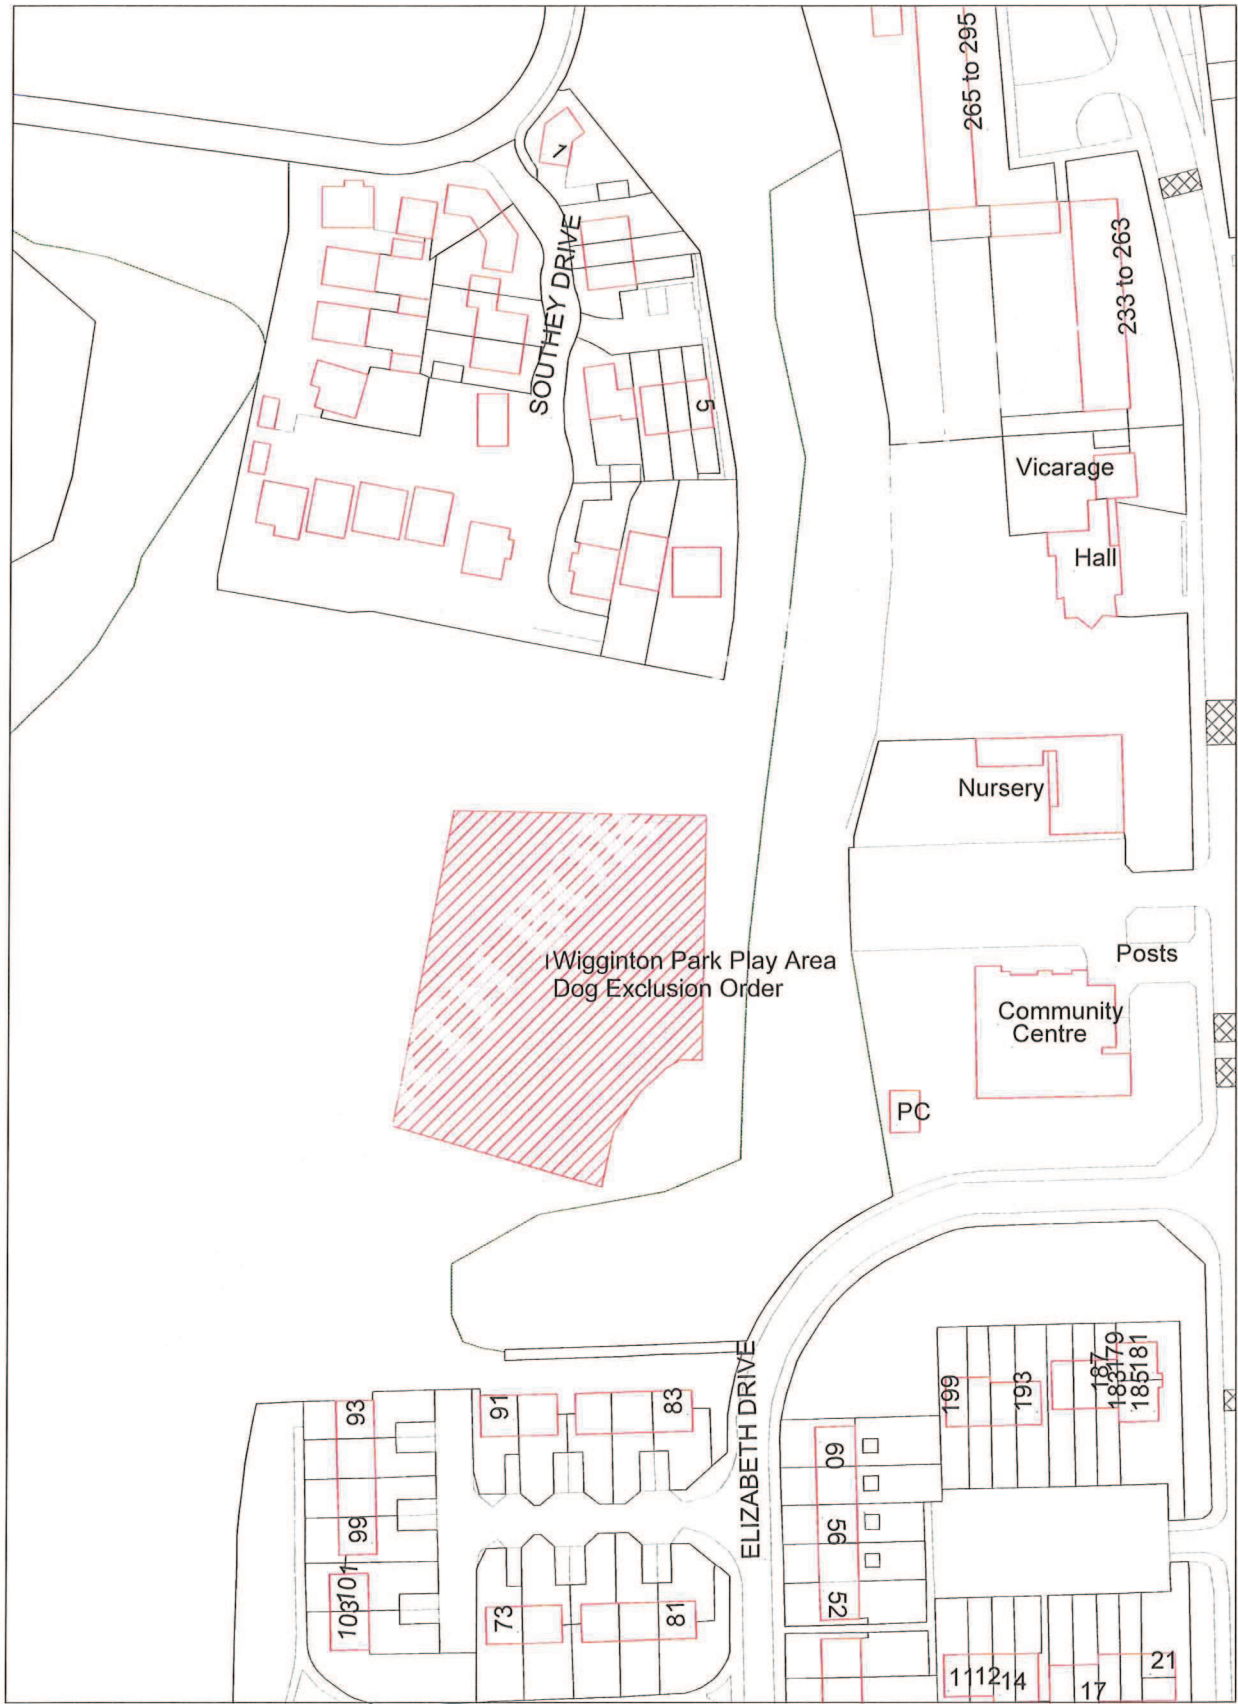 265 to 295
1
SOUTHEY DRIVE
233 to 263
5
Vicarage
Hall
Nursery
Wigginton Park Play Area
Dog Exclusion Order
Posts
Community
Centre
PC
ELIZABETH DRIVE
199
193
187
183
179
185
181
93
91
83
60
99
56
101
103
73
81
52
11
12
14
17
21